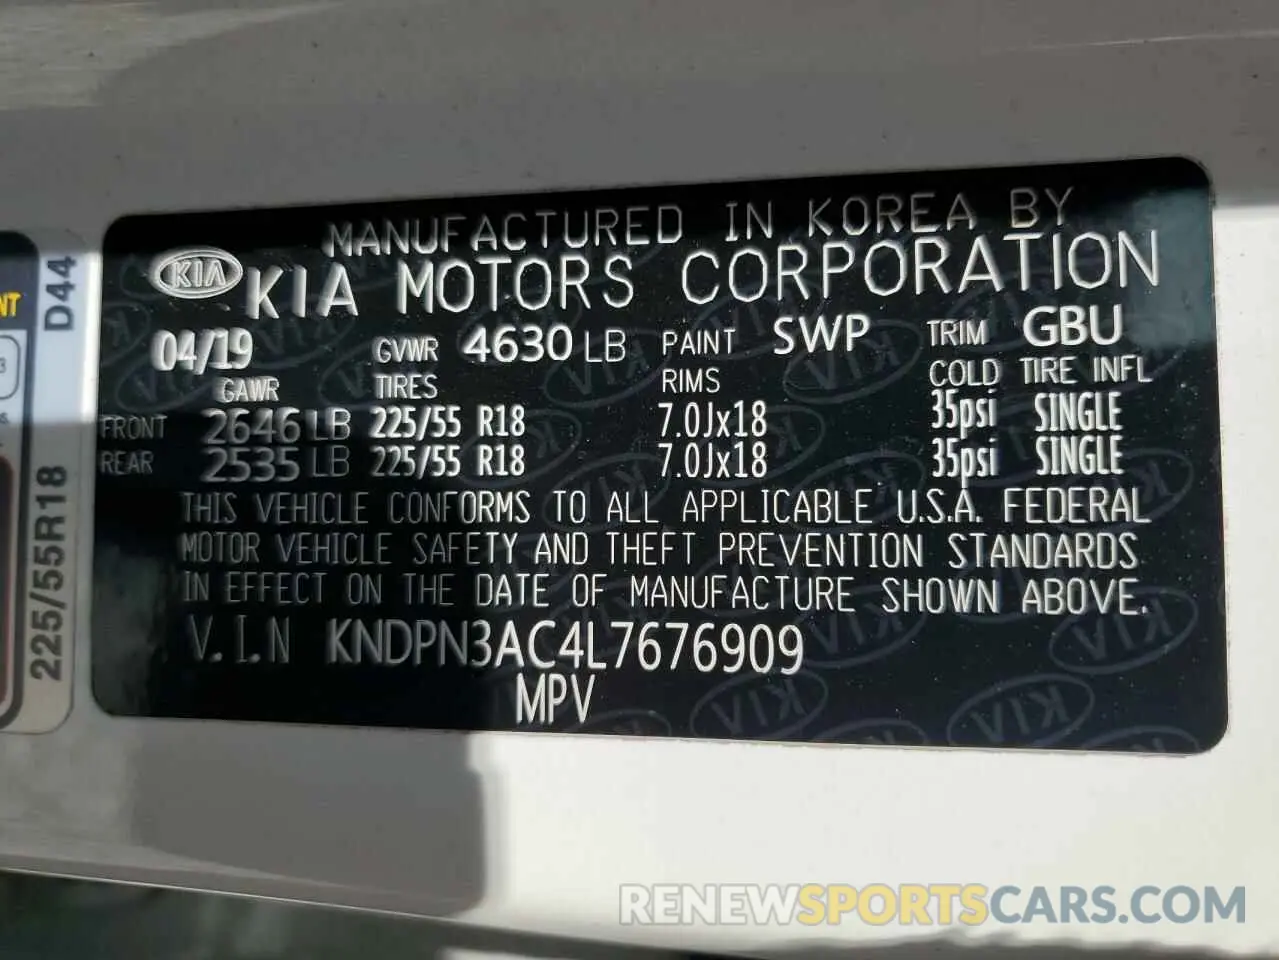 MANUFACTURED IN KOREA BY
KIA KIA MOTORS CORPORATION
04/19 GVWR 4630 LB PAINT SWP TRIM GBU
GAWR TIRES RIMS COLD TIRE INFL
FRONT 2646 LB 225/55 R18 7.0Jx18 35psi SINGLE
REAR 2535 LB 225/55 R18 7.0Jx18 35psi SINGLE
THIS VEHICLE CONFORMS TO ALL APPLICABLE U.S.A. FEDERAL
MOTOR VEHICLE SAFETY AND THEFT PREVENTION STANDARDS
IN EFFECT ON THE DATE OF MANUFACTURE SHOWN ABOVE.
V.I.N KNDPN3AC4L7676909
MPV
D44
225/55R18
RENEWSPORTSCARS.COM